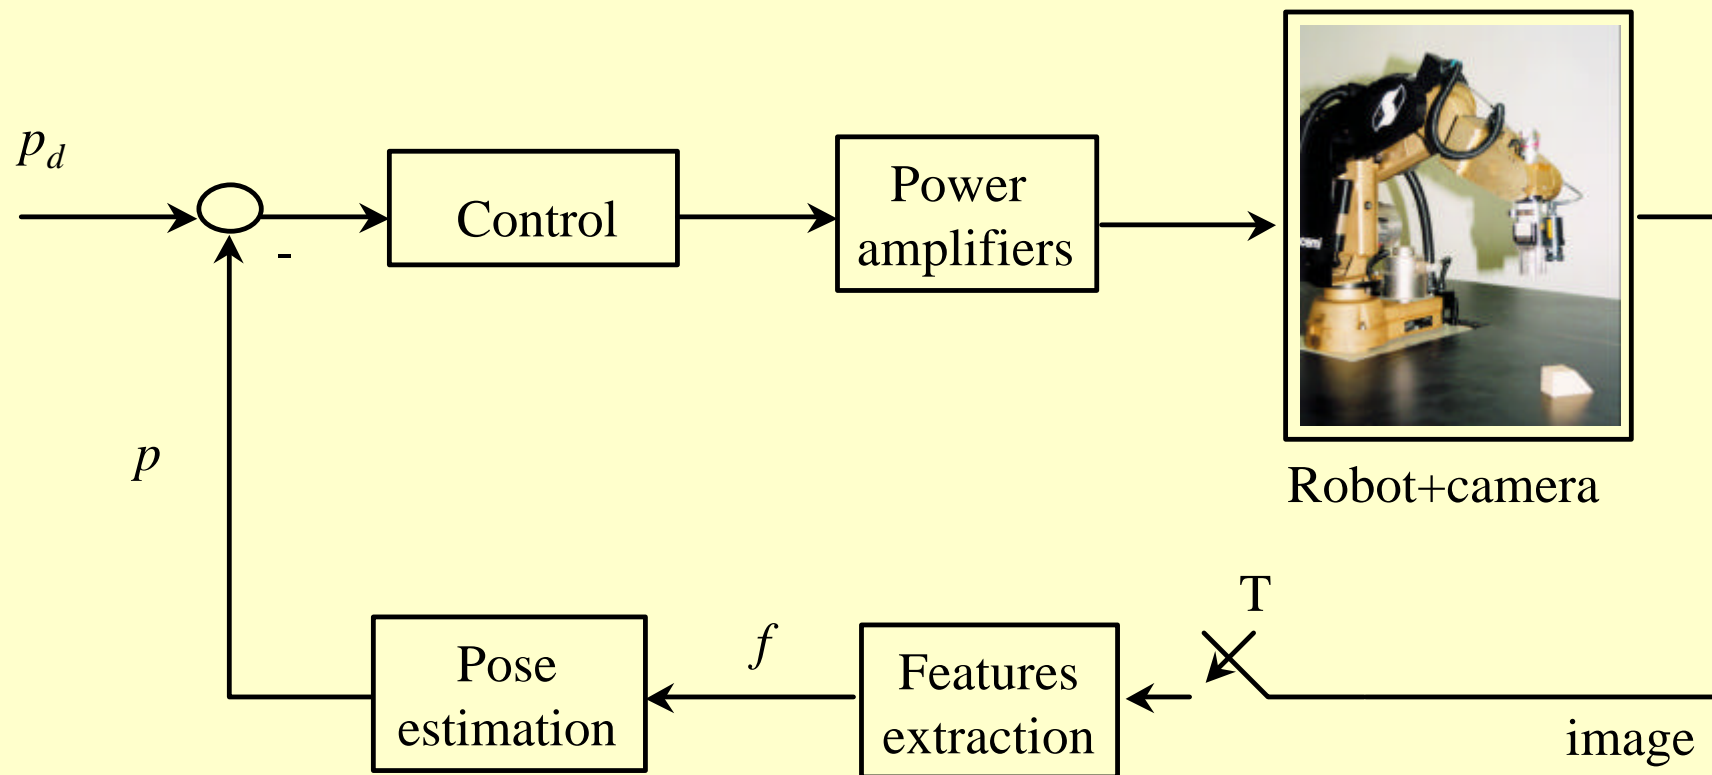 p_d
-
Control
Power
amplifiers
p
Robot+camera
T
Pose
estimation
f
Features
extraction
image